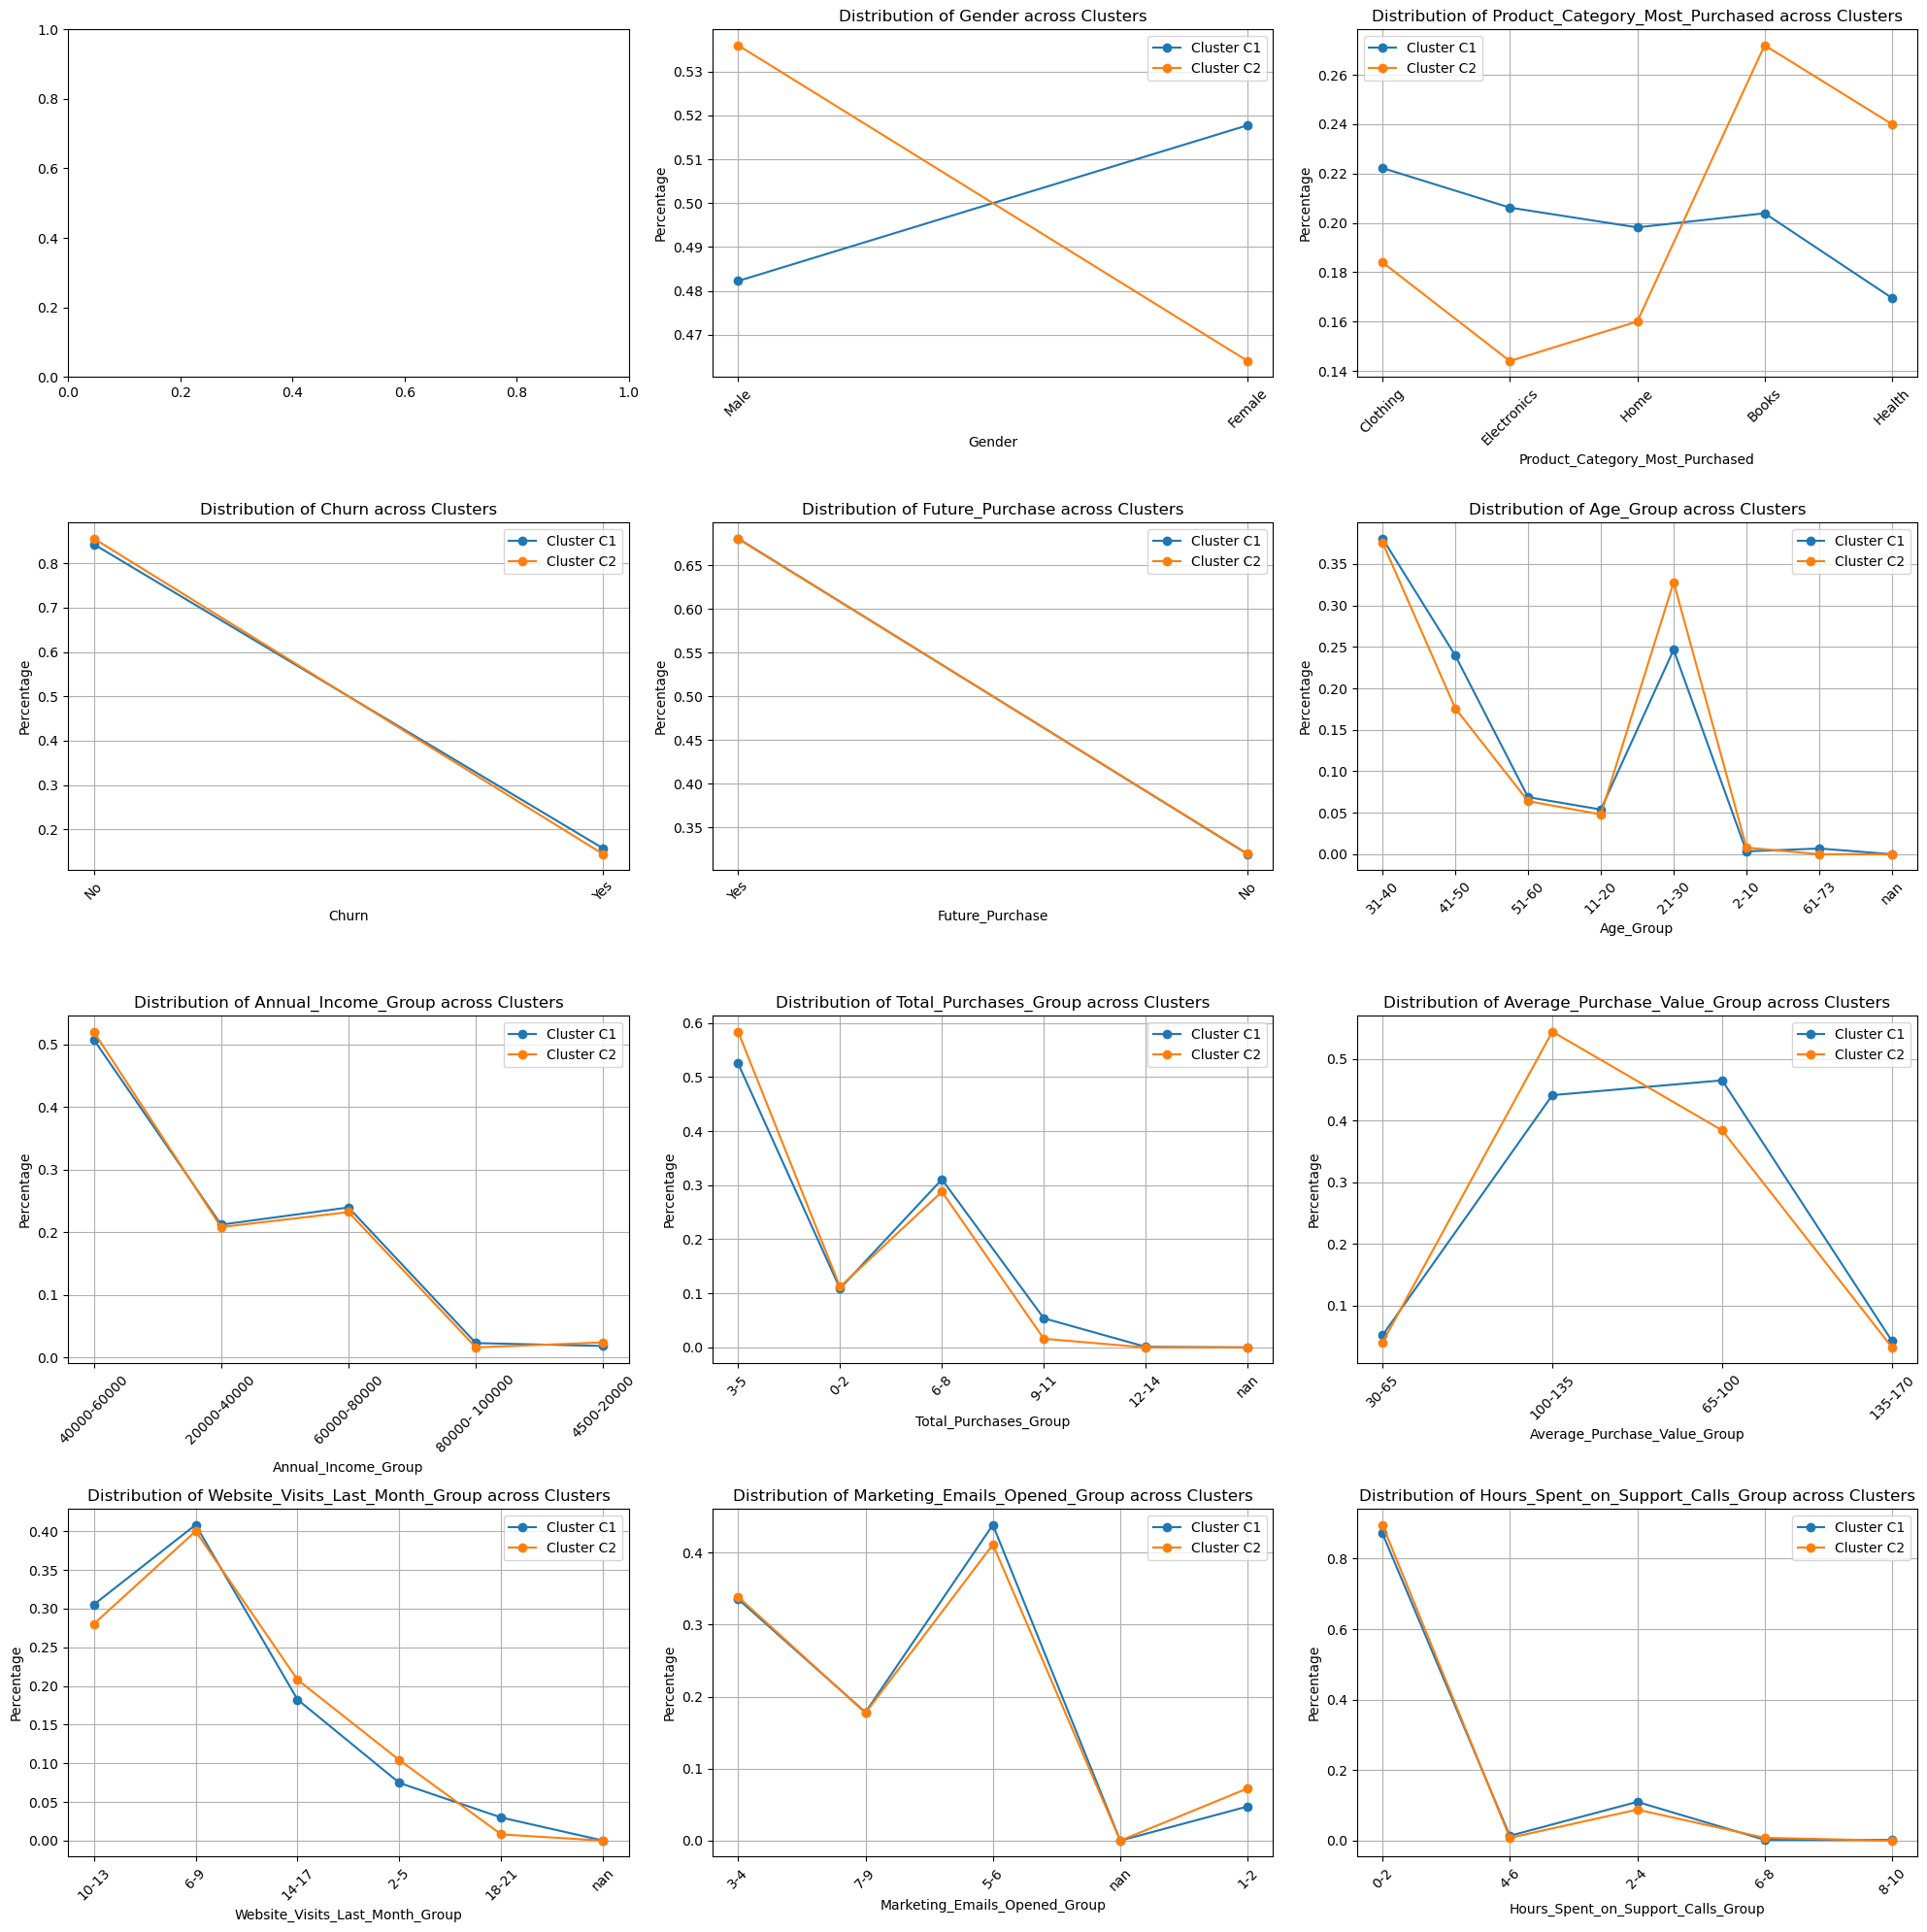 1.0
0.8
0.6
0.4
0.2
0.0
0.0 0.2 0.4 0.6 0.8 1.0
Distribution of Gender across Clusters
Cluster C1
Cluster C2
0.53
0.52
0.51
0.50
0.49
0.48
0.47
Percentage
Male Female
Gender
Distribution of Product_Category_Most_Purchased across Clusters
Cluster C1
Cluster C2
0.26
0.24
0.22
0.20
0.18
0.16
0.14
Percentage
Clothing Electronics Home Books Health
Product_Category_Most_Purchased
Distribution of Churn across Clusters
Cluster C1
Cluster C2
0.8
0.7
0.6
0.5
0.4
0.3
0.2
Percentage
No Yes
Churn
Distribution of Future_Purchase across Clusters
Cluster C1
Cluster C2
0.65
0.60
0.55
0.50
0.45
0.40
0.35
Percentage
Yes No
Future_Purchase
Distribution of Age_Group across Clusters
Cluster C1
Cluster C2
0.35
0.30
0.25
0.20
0.15
0.10
0.05
0.00
Percentage
31-40 41-50 51-60 11-20 21-30 2-10 61-73 nan
Age_Group
Distribution of Annual_Income_Group across Clusters
Cluster C1
Cluster C2
0.5
0.4
0.3
0.2
0.1
0.0
Percentage
40000-60000 20000-40000 60000-80000 80000- 100000 4500-20000
Annual_Income_Group
Distribution of Total_Purchases_Group across Clusters
Cluster C1
Cluster C2
0.6
0.5
0.4
0.3
0.2
0.1
0.0
Percentage
3-5 0-2 6-8 9-11 12-14 nan
Total_Purchases_Group
Distribution of Average_Purchase_Value_Group across Clusters
Cluster C1
Cluster C2
0.5
0.4
0.3
0.2
0.1
Percentage
30-65 100-135 65-100 135-170
Average_Purchase_Value_Group
Distribution of Website_Visits_Last_Month_Group across Clusters
Cluster C1
Cluster C2
0.40
0.35
0.30
0.25
0.20
0.15
0.10
0.05
0.00
Percentage
10-13 6-9 14-17 2-5 18-21 nan
Website_Visits_Last_Month_Group
Distribution of Marketing_Emails_Opened_Group across Clusters
Cluster C1
Cluster C2
0.4
0.3
0.2
0.1
0.0
Percentage
3-4 7-9 5-6 nan 1-2
Marketing_Emails_Opened_Group
Distribution of Hours_Spent_on_Support_Calls_Group across Clusters
Cluster C1
Cluster C2
0.8
0.6
0.4
0.2
0.0
Percentage
0-2 4-6 2-4 6-8 8-10
Hours_Spent_on_Support_Calls_Group